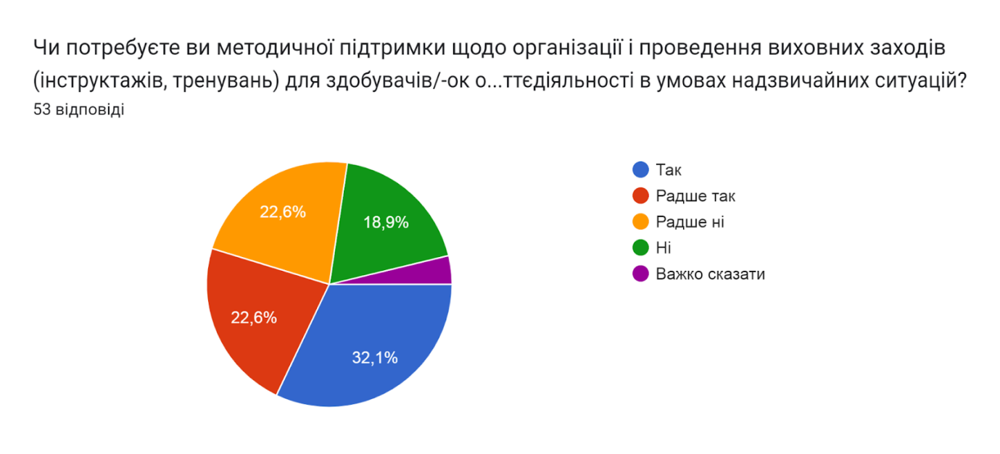 Чи потребуєте ви методичної підтримки щодо організації і проведення виховних заходів
(інструктажів, тренувань) для здобувачів/-ок о...ттєдіяльності в умовах надзвичайних ситуацій?
53 відповіді
22,6%
18,9%
22,6%
32,1%
Так
Радше так
Радше ні
Ні
Важко сказати